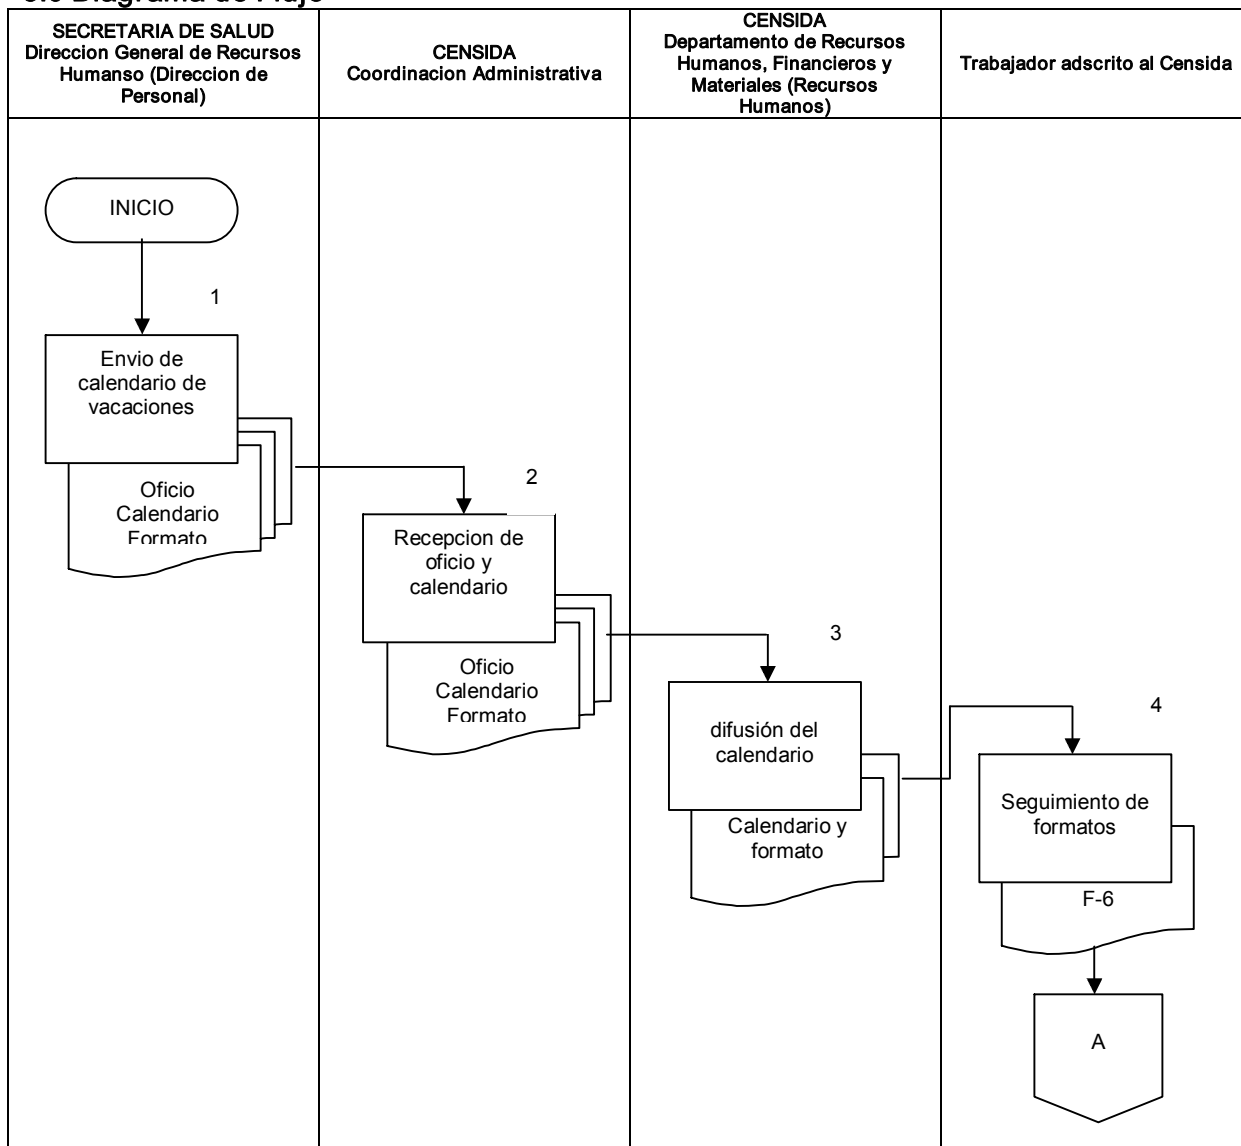 SECRETARIA DE SALUD
Direccion General de Recursos
Humanso (Direccion de
Personal)
CENSIDA
Coordinacion Administrativa
CENSIDA
Departamento de Recursos
Humanos, Financieros y
Materiales (Recursos
Humanos)
Trabajador adscrito al Censida
INICIO
1
Envio de
calendario de
vacaciones
Oficio
Calendario
Formato
2
Recepcion de
oficio y
calendario
Oficio
Calendario
Formato
3
difusión del
calendario
Calendario y
formato
4
Seguimiento de
formatos
F-6
A